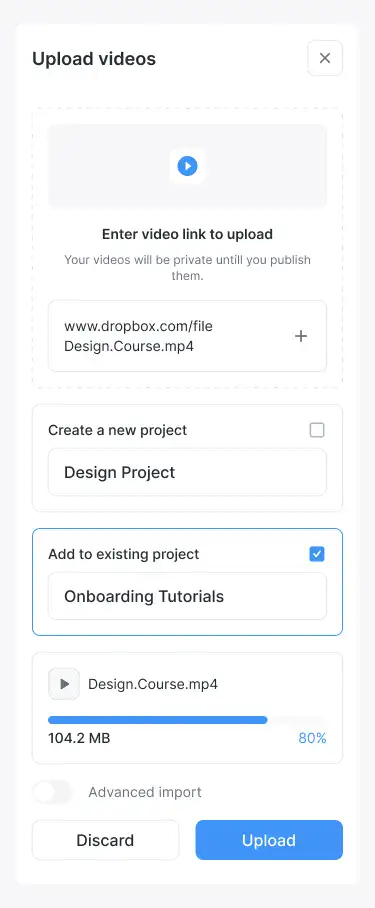 Upload videos
Enter video link to upload
Your videos will be private untill you publish
them.
www.dropbox.com/file
Design.Course.mp4
Create a new project
Design Project
Add to existing project
Onboarding Tutorials
Design.Course.mp4
104.2 MB 80%
Advanced import
Discard Upload